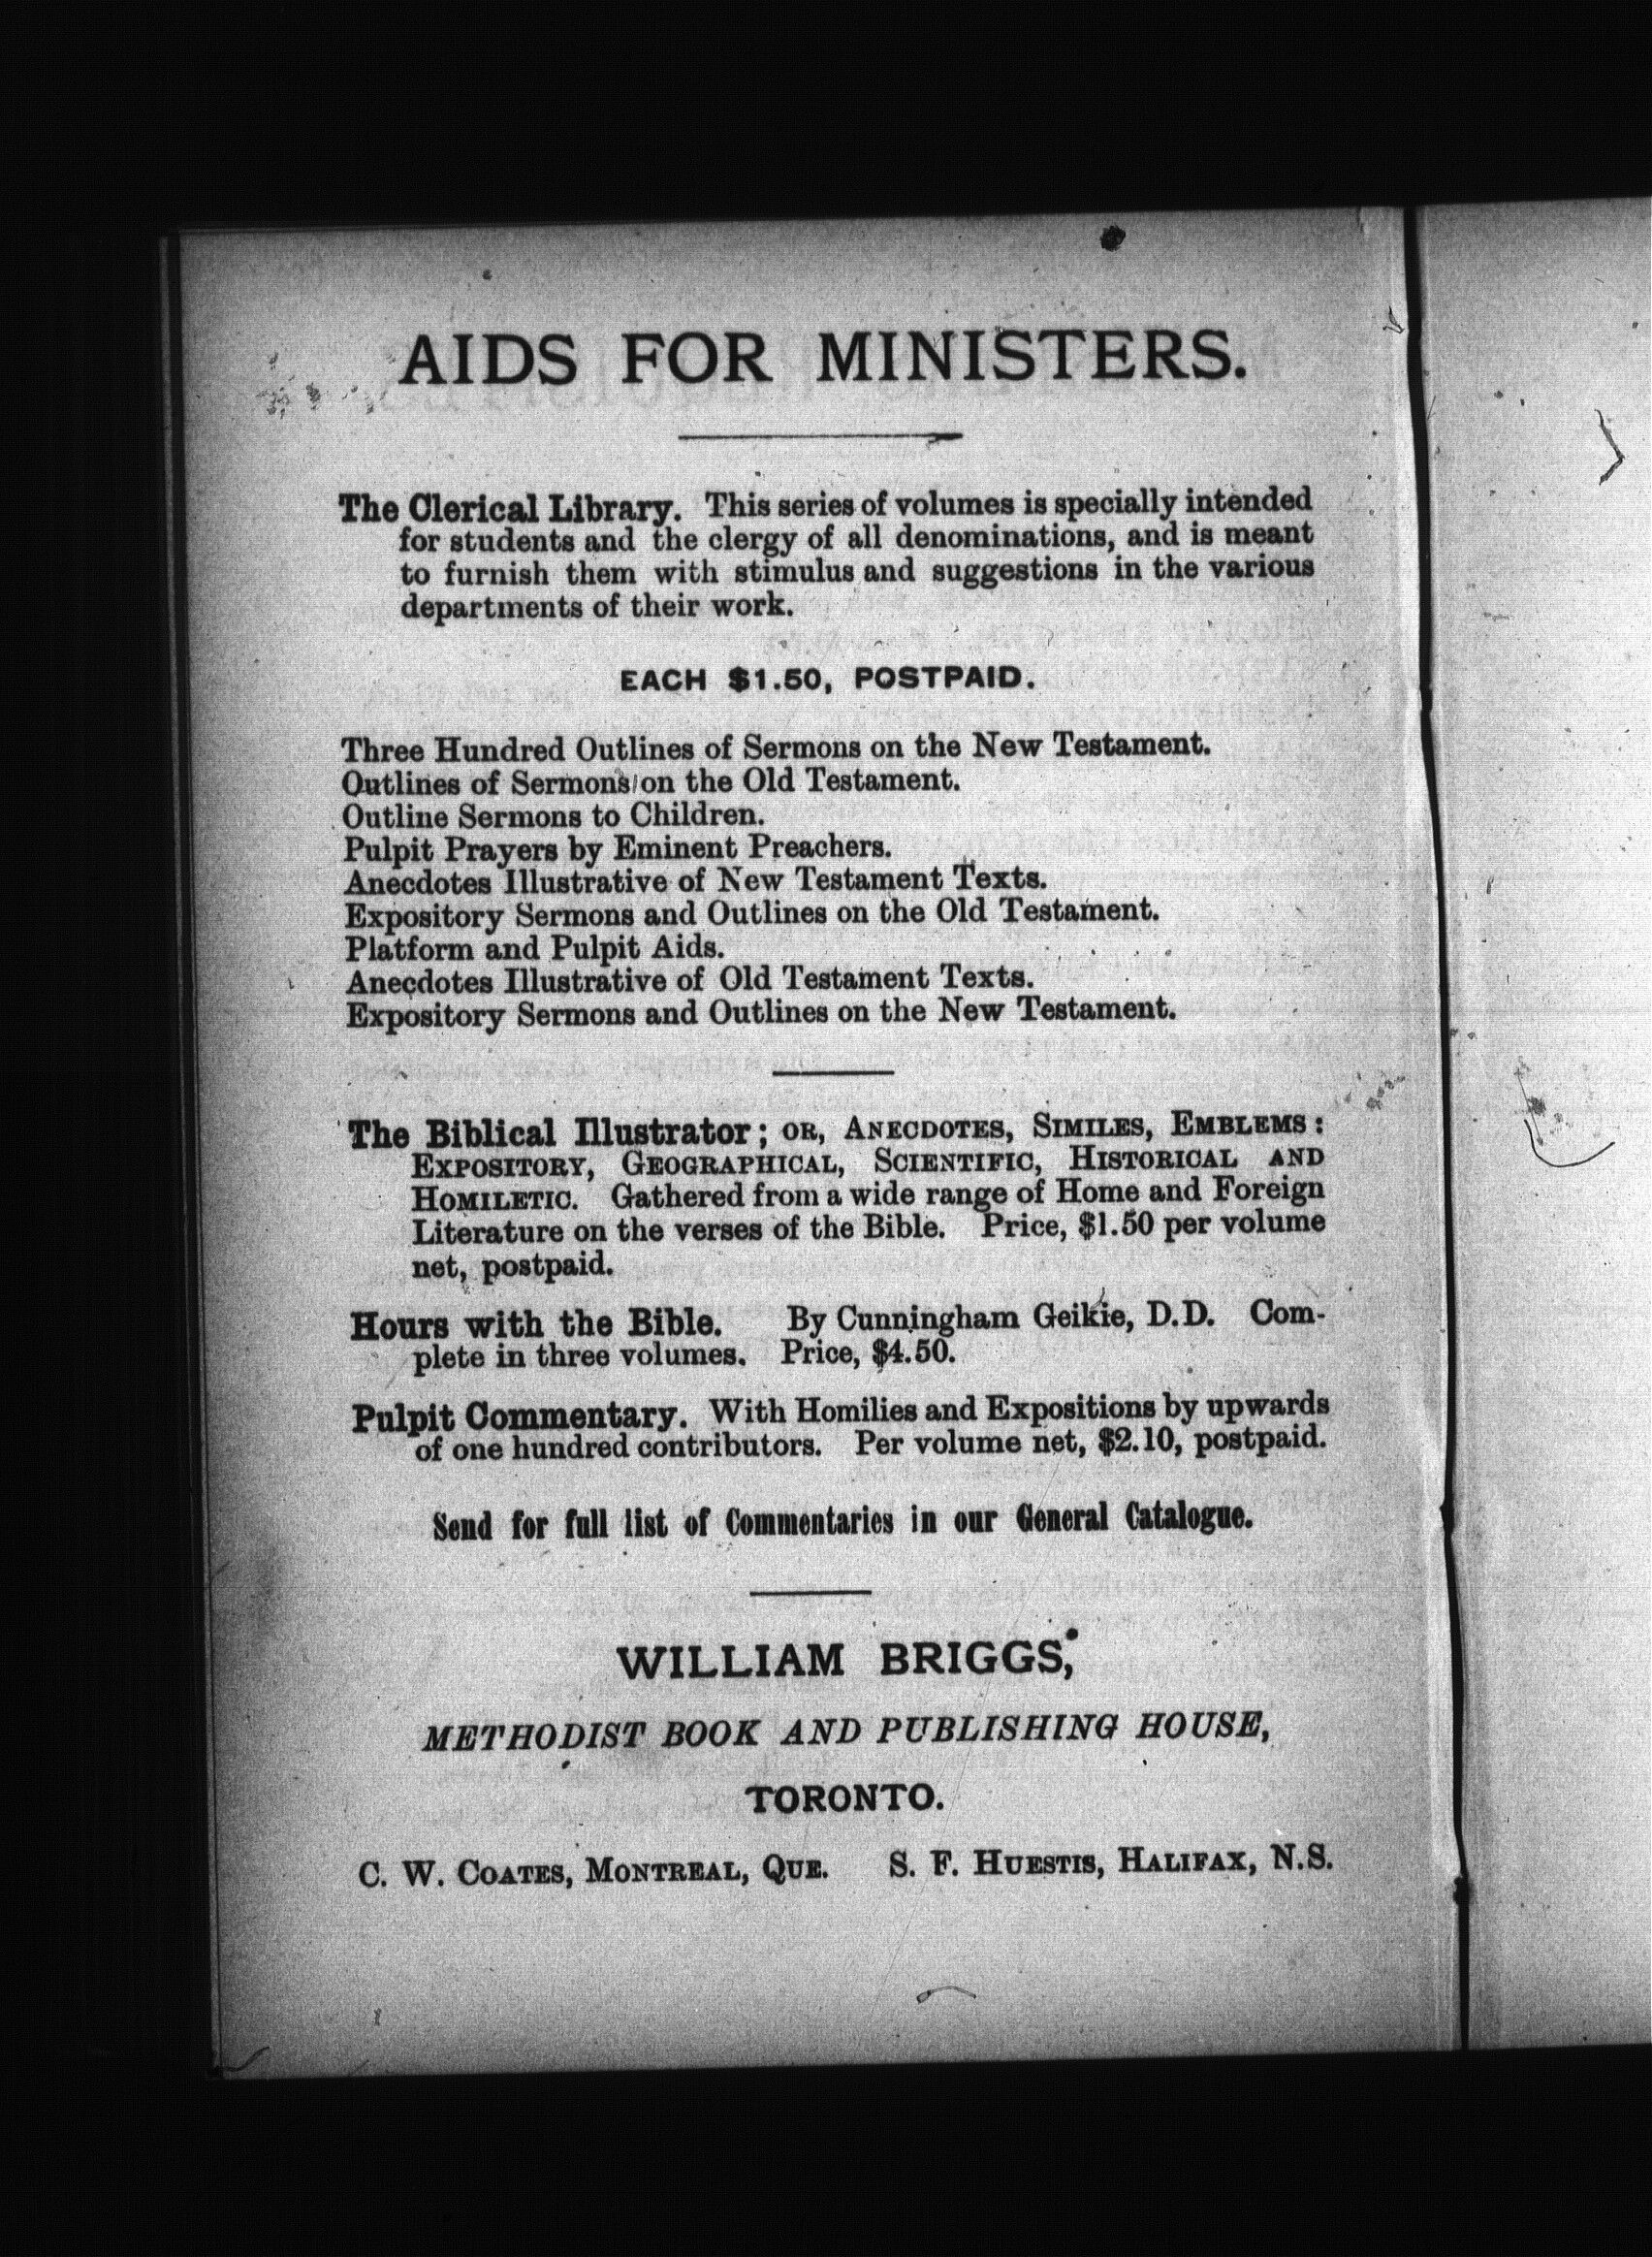 AIDS FOR MINISTERS.
The Clerical Library. This series of volumes is specially intended
for students and the clergy of all denominations, and is meant
to furnish them with stimulus and suggestions in the various
departments of their work.
EACH $1.50, POSTPAID.
Three Hundred Outlines of Sermons on the New Testament.
Outlines of Sermons on the Old Testament.
Outline Sermons to Children.
Pulpit Prayers by Eminent Preachers.
Anecdotes Illustrative of New Testament Texts.
Expository Sermons and Outlines on the Old Testament.
Platform and Pulpit Aids.
Anecdotes Illustrative of Old Testament Texts.
Expository Sermons and Outlines on the New Testament.
The Biblical Illustrator; OR, ANECDOTES, SIMILES, EMBLEMS:
EXPOSITORY, GEOGRAPHICAL, SCIENTIFIC, HISTORICAL AND
HOMILETIC. Gathered from a wide range of Home and Foreign
Literature on the verses of the Bible. Price, $1.50 per volume
net, postpaid.
Hours with the Bible. By Cunningham Geikie, D.D. Com-
plete in three volumes. Price, $4.50.
Pulpit Commentary. With Homilies and Expositions by upwards
of one hundred contributors. Per volume net, $2.10, postpaid.
Send for full list of Commentaries in our General Catalogue.
WILLIAM BRIGGS,
METHODIST BOOK AND PUBLISHING HOUSE,
TORONTO.
C. W. COATES, MONTREAL, QUE. S. F. HUESTIS, HALIFAX, N.S.